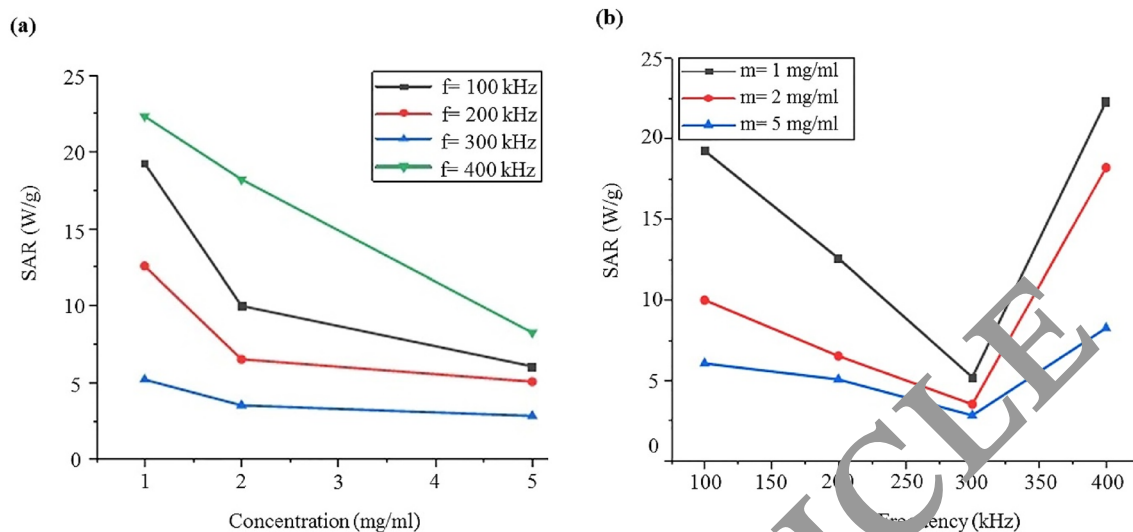 (a)
(b)
25
20
15
10
5
0
SAR (W/g)
f= 100 kHz
f= 200 kHz
f= 300 kHz
f= 400 kHz
1
2
3
4
5
Concentration (mg/ml)
25
20
15
10
5
0
SAR (W/g)
m= 1 mg/ml
m= 2 mg/ml
m= 5 mg/ml
100
150
200
250
300
350
400
(kHz)